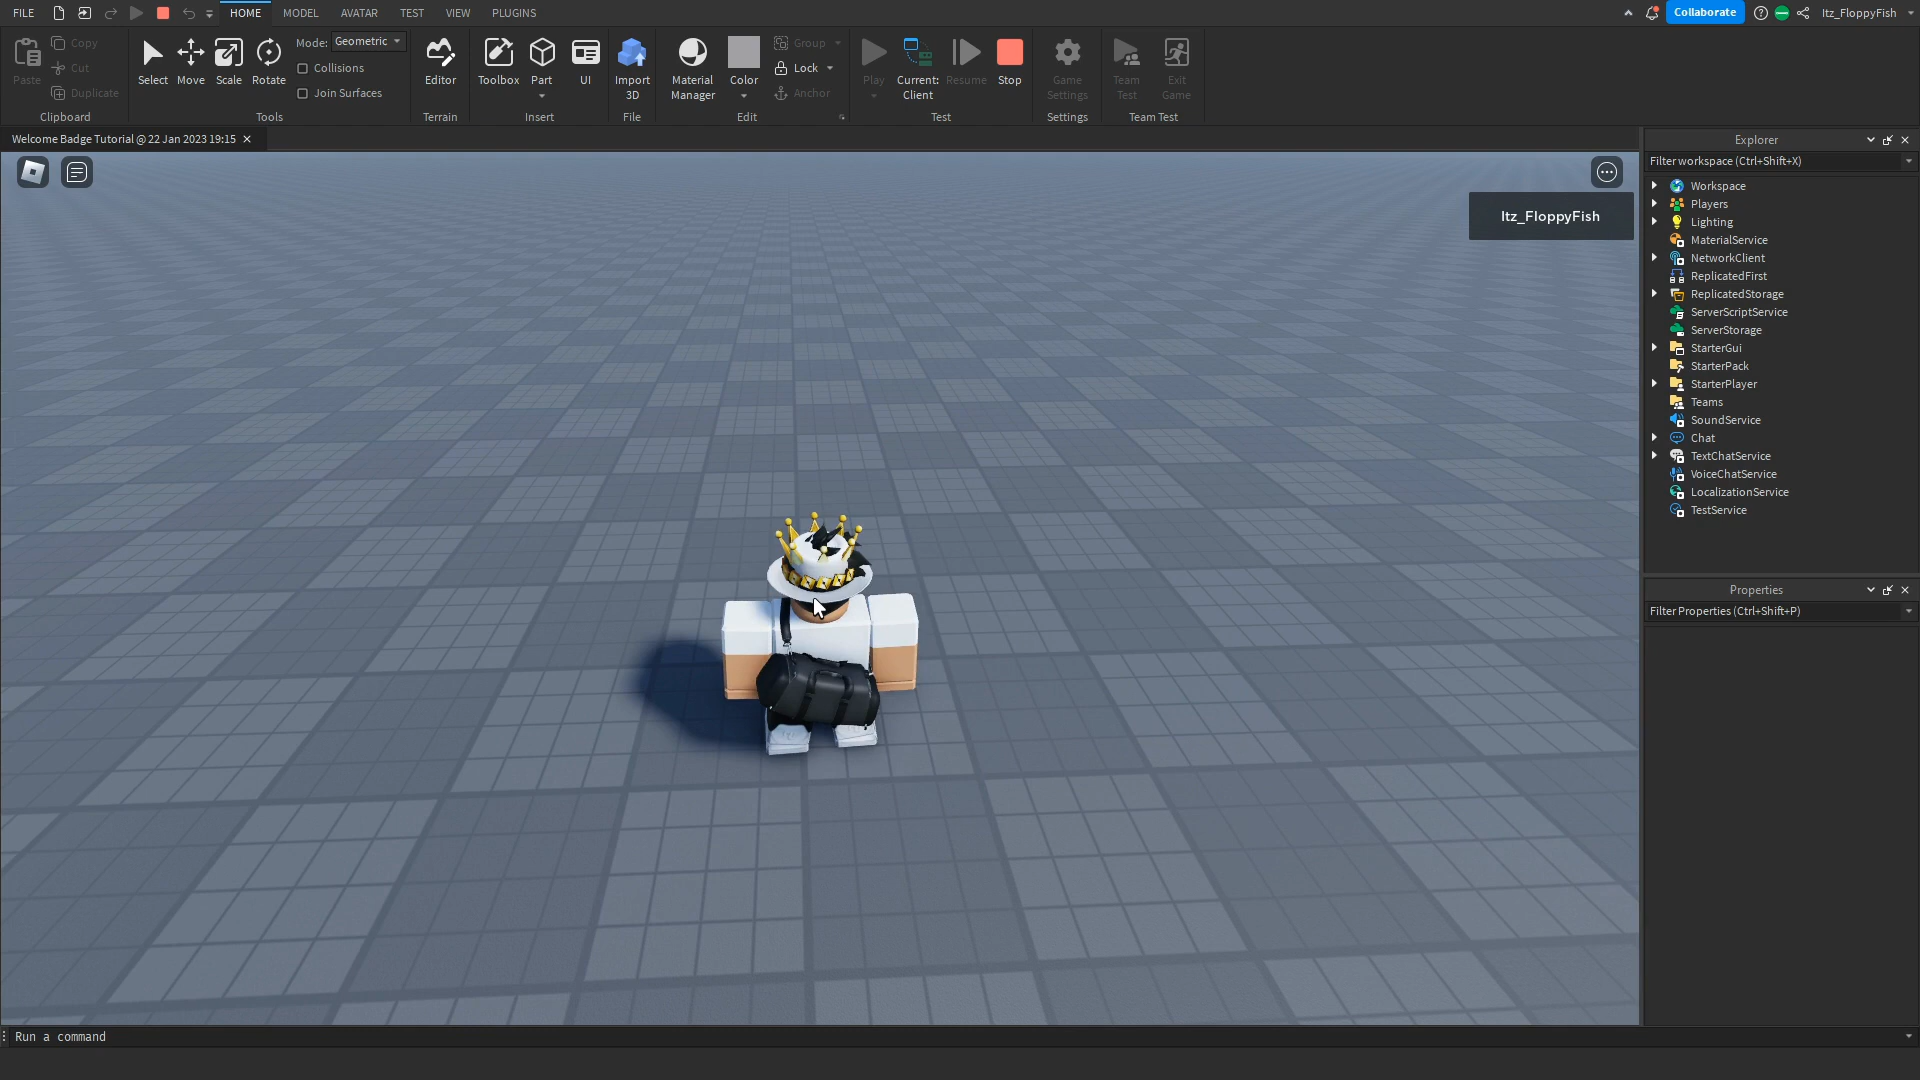 FILE HOME MODEL AVATAR TEST VIEW PLUGINS Collaborate Itz_FloppyFish
Paste Copy Cut Duplicate
Clipboard
Select Move Scale Rotate Mode: Geometric
Collisions
Join Surfaces
Tools
Editor
Terrain
Toolbox Part UI
Insert
Import
3D
File
Material
Manager
Color
Group
Lock
Anchor
Edit
Play
Current:
Client
Resume Stop
Test
Game
Settings
Settings
Team
Test
Exit
Game
Team Test
Welcome Badge Tutorial @ 22 Jan 2023 19:15
Itz_FloppyFish
Explorer
Filter workspace (Ctrl+Shift+X)
Workspace
Players
Lighting
MaterialService
NetworkClient
ReplicatedFirst
ReplicatedStorage
ServerScriptService
ServerStorage
StarterGui
StarterPack
StarterPlayer
Teams
SoundService
Chat
TextChatService
VoiceChatService
LocalizationService
TestService
Properties
Filter Properties (Ctrl+Shift+P)
Run a command